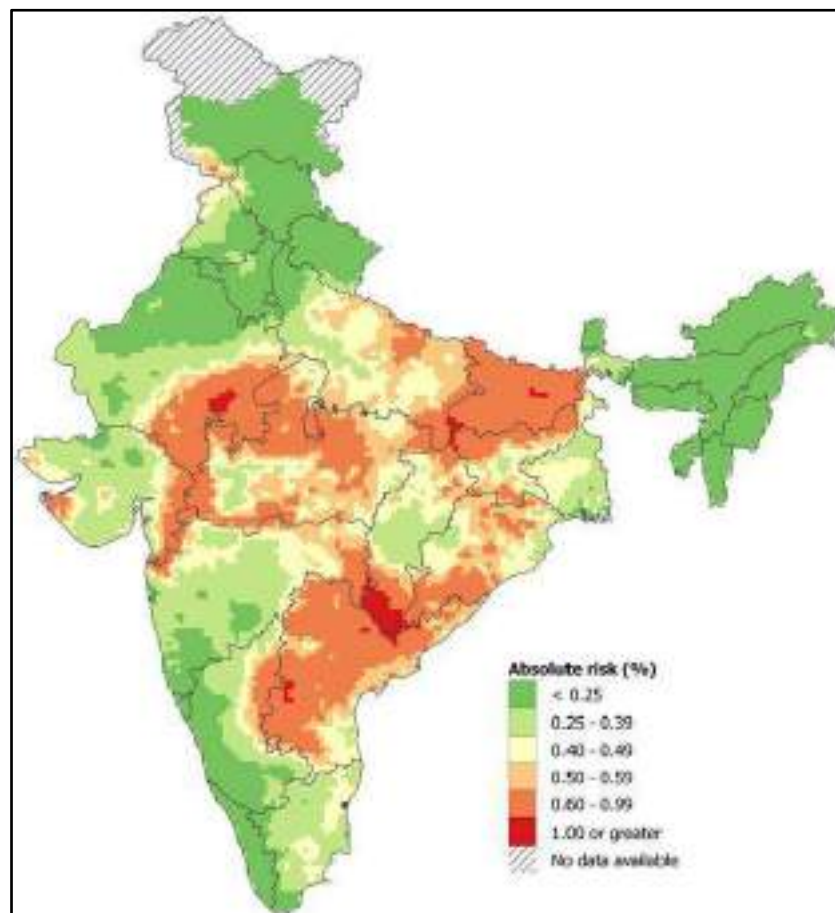 Absolute risk (%)
< 0.25
0.25 - 0.39
0.40 - 0.49
0.50 - 0.59
0.60 - 0.99
1.00 or greater
No data available